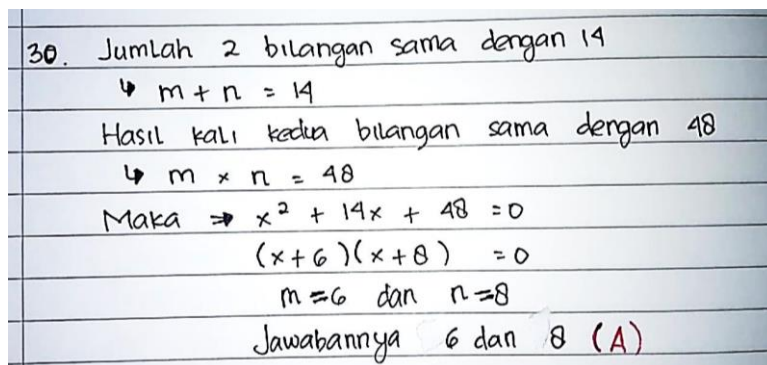 30. Jumlah 2 bilangan sama dengan 14
↳ m + n = 14
Hasil kali kedua bilangan sama dengan 48
↳ m × n = 48
Maka ⇒ x² + 14x + 48 = 0
(x+6)(x+8) = 0
m = 6 dan n = 8
Jawabannya 6 dan 8 (A)